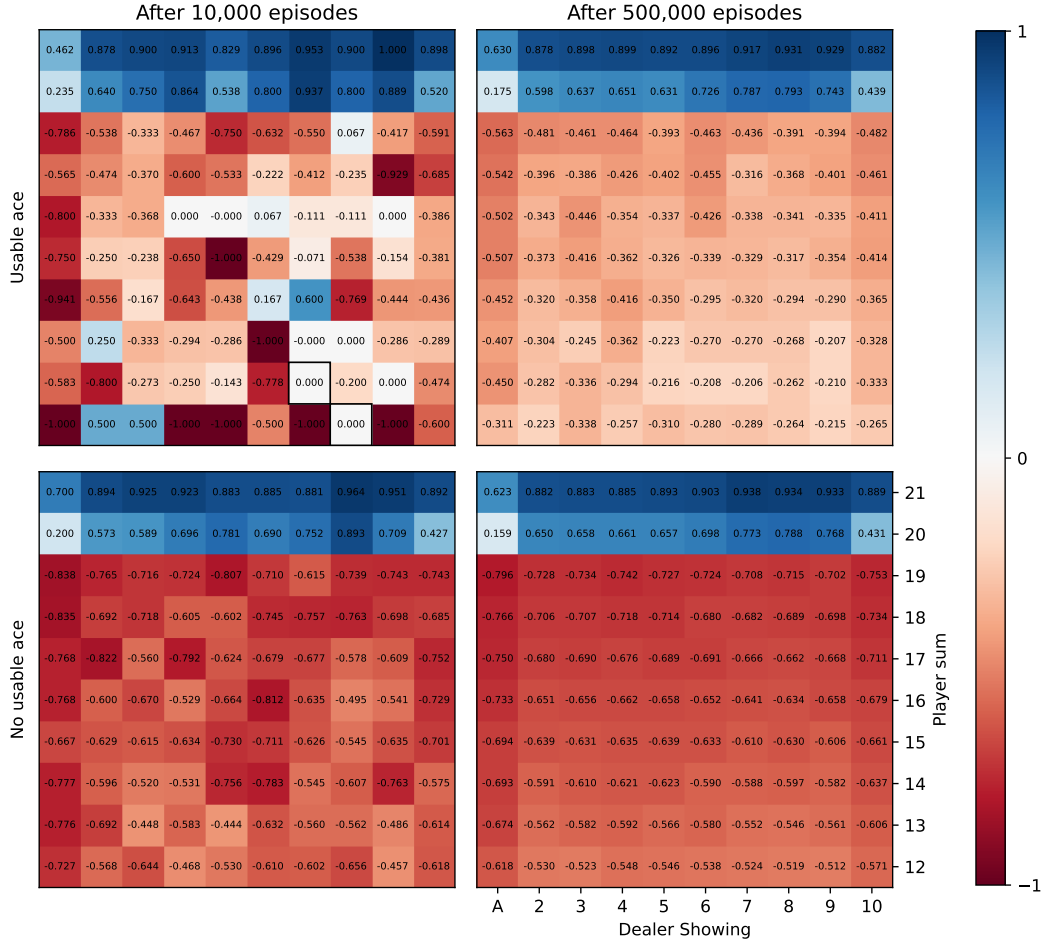 After 10,000 episodes After 500,000 episodes
Usable ace
0.462 0.878 0.900 0.913 0.829 0.896 0.953 0.900 1.000 0.898
0.235 0.640 0.750 0.864 0.538 0.800 0.937 0.800 0.889 0.520
-0.786 -0.538 -0.333 -0.467 -0.750 -0.632 -0.550 0.067 -0.417 -0.591
-0.565 -0.474 -0.370 -0.600 -0.533 -0.222 -0.412 -0.235 -0.929 -0.685
-0.800 -0.333 -0.368 0.000 -0.000 0.067 -0.111 -0.111 0.000 -0.386
-0.750 -0.250 -0.238 -0.650 -1.000 -0.429 -0.071 -0.538 -0.154 -0.381
-0.941 -0.556 -0.167 -0.643 -0.438 0.167 0.600 -0.769 -0.444 -0.436
-0.500 0.250 -0.333 -0.294 -0.286 -1.000 -0.000 0.000 -0.286 -0.289
-0.583 -0.800 -0.273 -0.250 -0.143 -0.778 0.000 -0.200 0.000 -0.474
-1.000 0.500 0.500 -1.000 -1.000 -0.500 -1.000 0.000 -1.000 -0.600
0.630 0.878 0.898 0.899 0.892 0.896 0.917 0.931 0.929 0.882
0.175 0.598 0.637 0.651 0.631 0.726 0.787 0.793 0.743 0.439
-0.563 -0.481 -0.461 -0.464 -0.393 -0.463 -0.436 -0.391 -0.394 -0.482
-0.542 -0.396 -0.386 -0.426 -0.402 -0.455 -0.316 -0.368 -0.401 -0.461
-0.502 -0.343 -0.446 -0.354 -0.337 -0.426 -0.338 -0.341 -0.335 -0.411
-0.507 -0.373 -0.416 -0.362 -0.326 -0.339 -0.329 -0.317 -0.354 -0.414
-0.452 -0.320 -0.358 -0.416 -0.350 -0.295 -0.320 -0.294 -0.290 -0.365
-0.407 -0.304 -0.245 -0.362 -0.223 -0.270 -0.270 -0.268 -0.207 -0.328
-0.450 -0.282 -0.336 -0.294 -0.216 -0.208 -0.206 -0.262 -0.210 -0.333
-0.311 -0.223 -0.338 -0.257 -0.310 -0.280 -0.289 -0.264 -0.215 -0.265
No usable ace
0.700 0.894 0.925 0.923 0.883 0.885 0.881 0.964 0.951 0.892
0.200 0.573 0.589 0.696 0.781 0.690 0.752 0.893 0.709 0.427
-0.838 -0.765 -0.716 -0.724 -0.807 -0.710 -0.615 -0.739 -0.743 -0.743
-0.835 -0.692 -0.718 -0.605 -0.602 -0.745 -0.757 -0.763 -0.698 -0.685
-0.768 -0.822 -0.560 -0.792 -0.624 -0.679 -0.677 -0.578 -0.609 -0.752
-0.768 -0.600 -0.670 -0.529 -0.664 -0.812 -0.635 -0.495 -0.541 -0.729
-0.667 -0.629 -0.615 -0.634 -0.730 -0.711 -0.626 -0.545 -0.635 -0.701
-0.777 -0.596 -0.520 -0.531 -0.756 -0.783 -0.545 -0.607 -0.763 -0.575
-0.776 -0.692 -0.448 -0.583 -0.444 -0.632 -0.560 -0.562 -0.486 -0.614
-0.727 -0.568 -0.644 -0.468 -0.530 -0.610 -0.602 -0.656 -0.457 -0.618
0.623 0.882 0.883 0.885 0.893 0.903 0.938 0.934 0.933 0.889 21
0.159 0.650 0.658 0.661 0.657 0.698 0.773 0.788 0.768 0.431 20
-0.796 -0.728 -0.734 -0.742 -0.727 -0.724 -0.708 -0.715 -0.702 -0.753 19
-0.766 -0.706 -0.707 -0.718 -0.714 -0.680 -0.682 -0.689 -0.698 -0.734 18
-0.750 -0.680 -0.690 -0.676 -0.689 -0.691 -0.666 -0.662 -0.668 -0.711 17
-0.733 -0.651 -0.656 -0.658 -0.658 -0.662 -0.641 -0.634 -0.658 -0.679 16
-0.694 -0.639 -0.631 -0.645 -0.639 -0.633 -0.610 -0.630 -0.606 -0.661 15
-0.693 -0.591 -0.610 -0.621 -0.623 -0.590 -0.588 -0.597 -0.582 -0.637 14
-0.674 -0.562 -0.582 -0.592 -0.566 -0.580 -0.552 -0.546 -0.561 -0.606 13
-0.618 -0.530 -0.523 -0.548 -0.546 -0.538 -0.524 -0.519 -0.512 -0.571 12
A 2 3 4 5 6 7 8 9 10
Dealer Showing
Player sum
1
0
−1